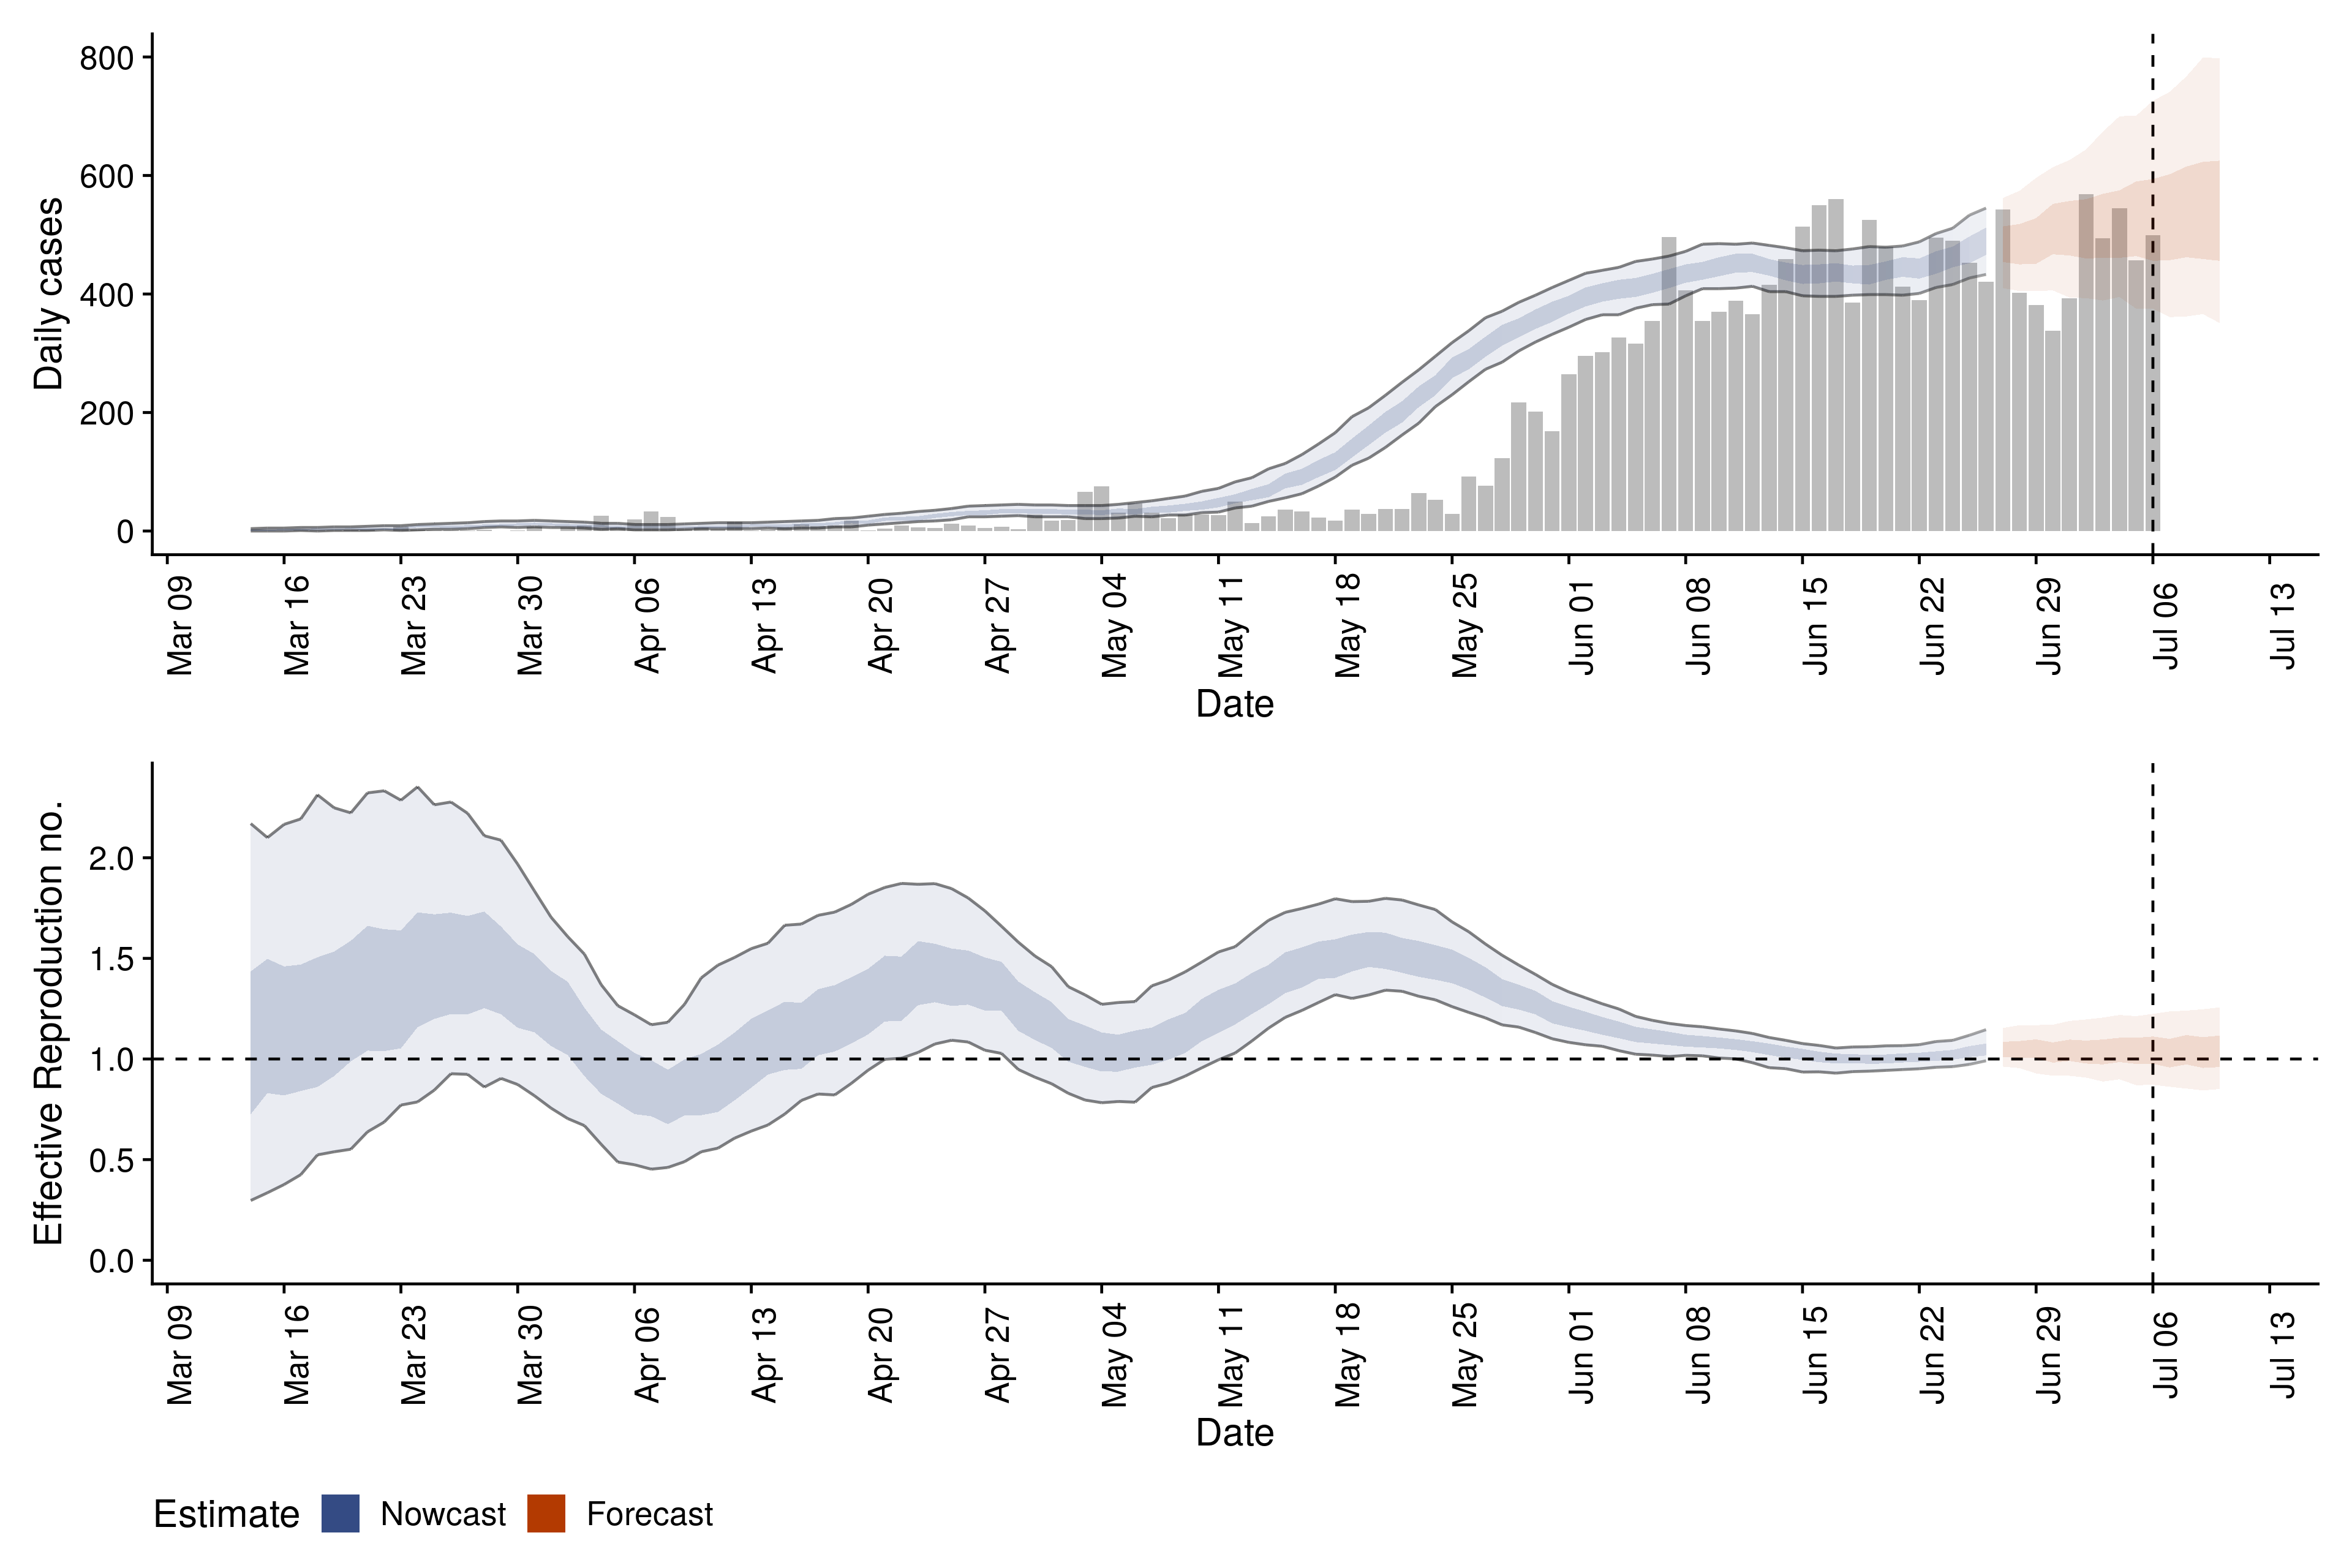 800
600
400
200
0
Daily cases
Mar 09
Mar 16
Mar 23
Mar 30
Apr 06
Apr 13
Apr 20
Apr 27
May 04
May 11
May 18
May 25
Jun 01
Jun 08
Jun 15
Jun 22
Jun 29
Jul 06
Jul 13
Date
2.0
1.5
1.0
0.5
0.0
Effective Reproduction no.
Mar 09
Mar 16
Mar 23
Mar 30
Apr 06
Apr 13
Apr 20
Apr 27
May 04
May 11
May 18
May 25
Jun 01
Jun 08
Jun 15
Jun 22
Jun 29
Jul 06
Jul 13
Date
Estimate Nowcast Forecast